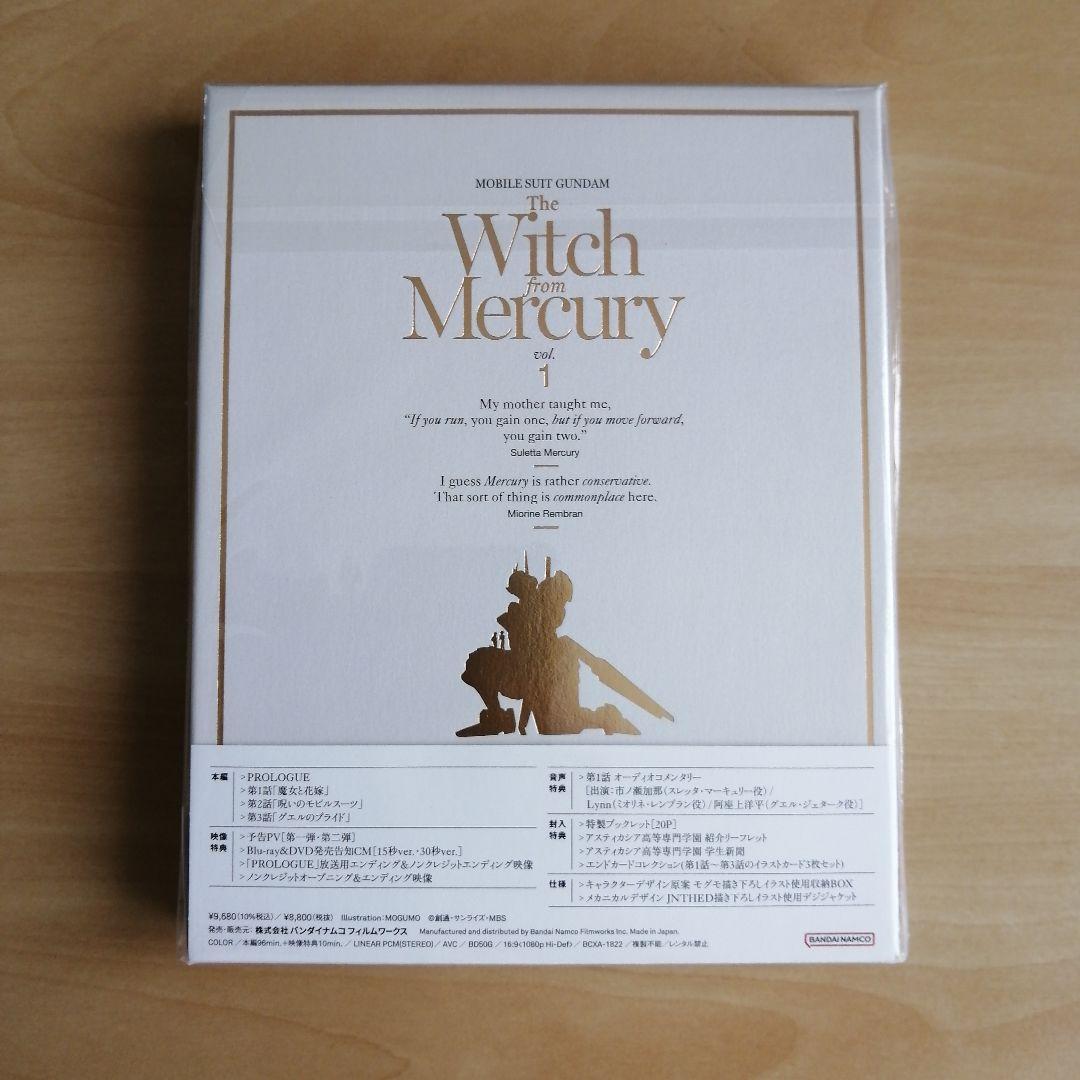 MOBILE SUIT GUNDAM
The
Witch
from
Mercury
vol.
1
My mother taught me,
“If you run, you gain one, but if you move forward,
you gain two.”
Suletta Mercury
I guess Mercury is rather conservative.
That sort of thing is commonplace here.
Miorine Rembran
本編
>PROLOGUE
>第1話「魔女と花嫁」
>第2話「呪いのモビルスーツ」
>第3話「グエルのプライド」
映像特典
>予告PV[第一弾・第二弾]
>Blu-ray&DVD発売告知CM[15秒ver.・30秒ver.]
>「PROLOGUE」放送用エンディング&ノンクレジットエンディング映像
>ノンクレジットオープニング&エンディング映像
音声特典
>第1話 オーディオコメンタリー
[出演:市ノ瀬加那(スレッタ・マーキュリー役)/
Lynn(ミオリネ・レンブラン役)/阿座上洋平(グエル・ジェターク役)]
封入特典
>特製ブックレット[20P]
>アスティカシア高等専門学園 紹介リーフレット
>アスティカシア高等専門学園 学生新聞
>エンドカードコレクション(第1話〜第3話のイラストカード3枚セット)
仕様
>キャラクターデザイン原案 モグモ描き下ろしイラスト使用収納BOX
>メカニカルデザイン JNTHED描き下ろしイラスト使用デジジャケット
¥9,680(10%税込)/ ¥8,800(税抜) Illustration:MOGUMO ©創通・サンライズ・MBS
発売・販売元: 株式会社 バンダイナムコフィルムワークス Manufactured and distributed by Bandai Namco Filmworks Inc. Made in Japan.
COLOR / 本編96min.+映像特典10min. / LINEAR PCM(STEREO) / AVC / BD50G / 16:9(1080p Hi-Def) / BCXA-1822 / 複製不能/レンタル禁止
BANDAI NAMCO